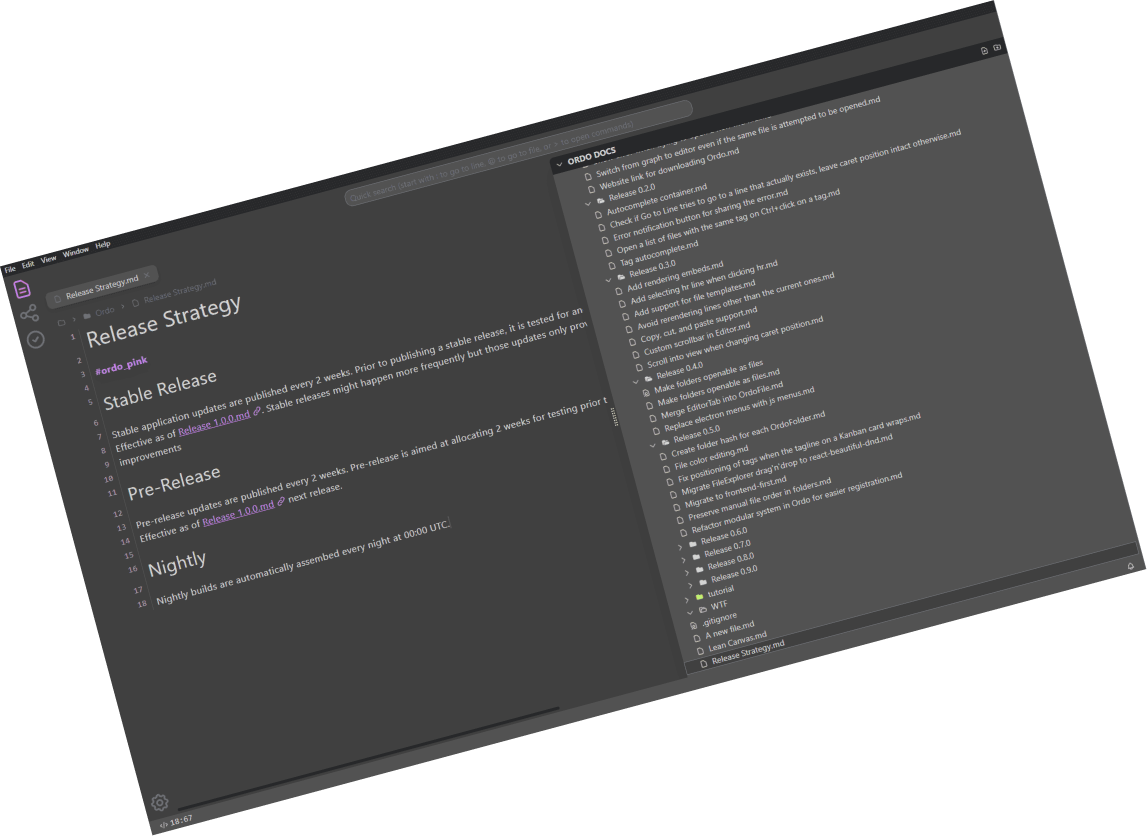 File Edit View Window Help
Quick search (start with : to go to line, @ to go to file, or > to open commands)
Release Strategy.md
Ordo Release Strategy.md
1 Release Strategy
2
3 #ordo_pink
4
5 Stable Release
6
7 Stable application updates are published every 2 weeks. Prior to publishing a stable release, it is tested for an
8 Effective as of Release 1.0.0.md. Stable releases might happen more frequently but those updates only prov
9 improvements
10
11 Pre-Release
12
13 Pre-release updates are published every 2 weeks. Pre-release is aimed at allocating 2 weeks for testing prior t
14 Effective as of Release 1.0.0.md next release.
15
16 Nightly
17
18 Nightly builds are automatically assembed every night at 00:00 UTC.
ORDO DOCS
Switch from graph to editor even if the same file is attempted to be opened.md
Website link for downloading Ordo.md
Release 0.2.0
Autocomplete container.md
Check if Go to Line tries to go to a line that actually exists, leave caret position intact otherwise.md
Error notification button for sharing the error.md
Open a list of files with the same tag on Ctrl+click on a tag.md
Tag autocomplete.md
Release 0.3.0
Add rendering embeds.md
Add selecting hr line when clicking hr.md
Add support for file templates.md
Avoid rerendering lines other than the current ones.md
Copy, cut, and paste support.md
Custom scrollbar in Editor.md
Scroll into view when changing caret position.md
Release 0.4.0
Make folders openable as files
Make folders openable as files.md
Merge EditorTab into OrdoFile.md
Replace electron menus with js menus.md
Release 0.5.0
Create folder hash for each OrdoFolder.md
File color editing.md
Fix positioning of tags when the tagline on a Kanban card wraps.md
Migrate FileExplorer drag'n'drop to react-beautiful-dnd.md
Migrate to frontend-first.md
Preserve manual file order in folders.md
Refactor modular system in Ordo for easier registration.md
Release 0.6.0
Release 0.7.0
Release 0.8.0
Release 0.9.0
tutorial
WTF
.gitignore
A new file.md
Lean Canvas.md
Release Strategy.md
18:67